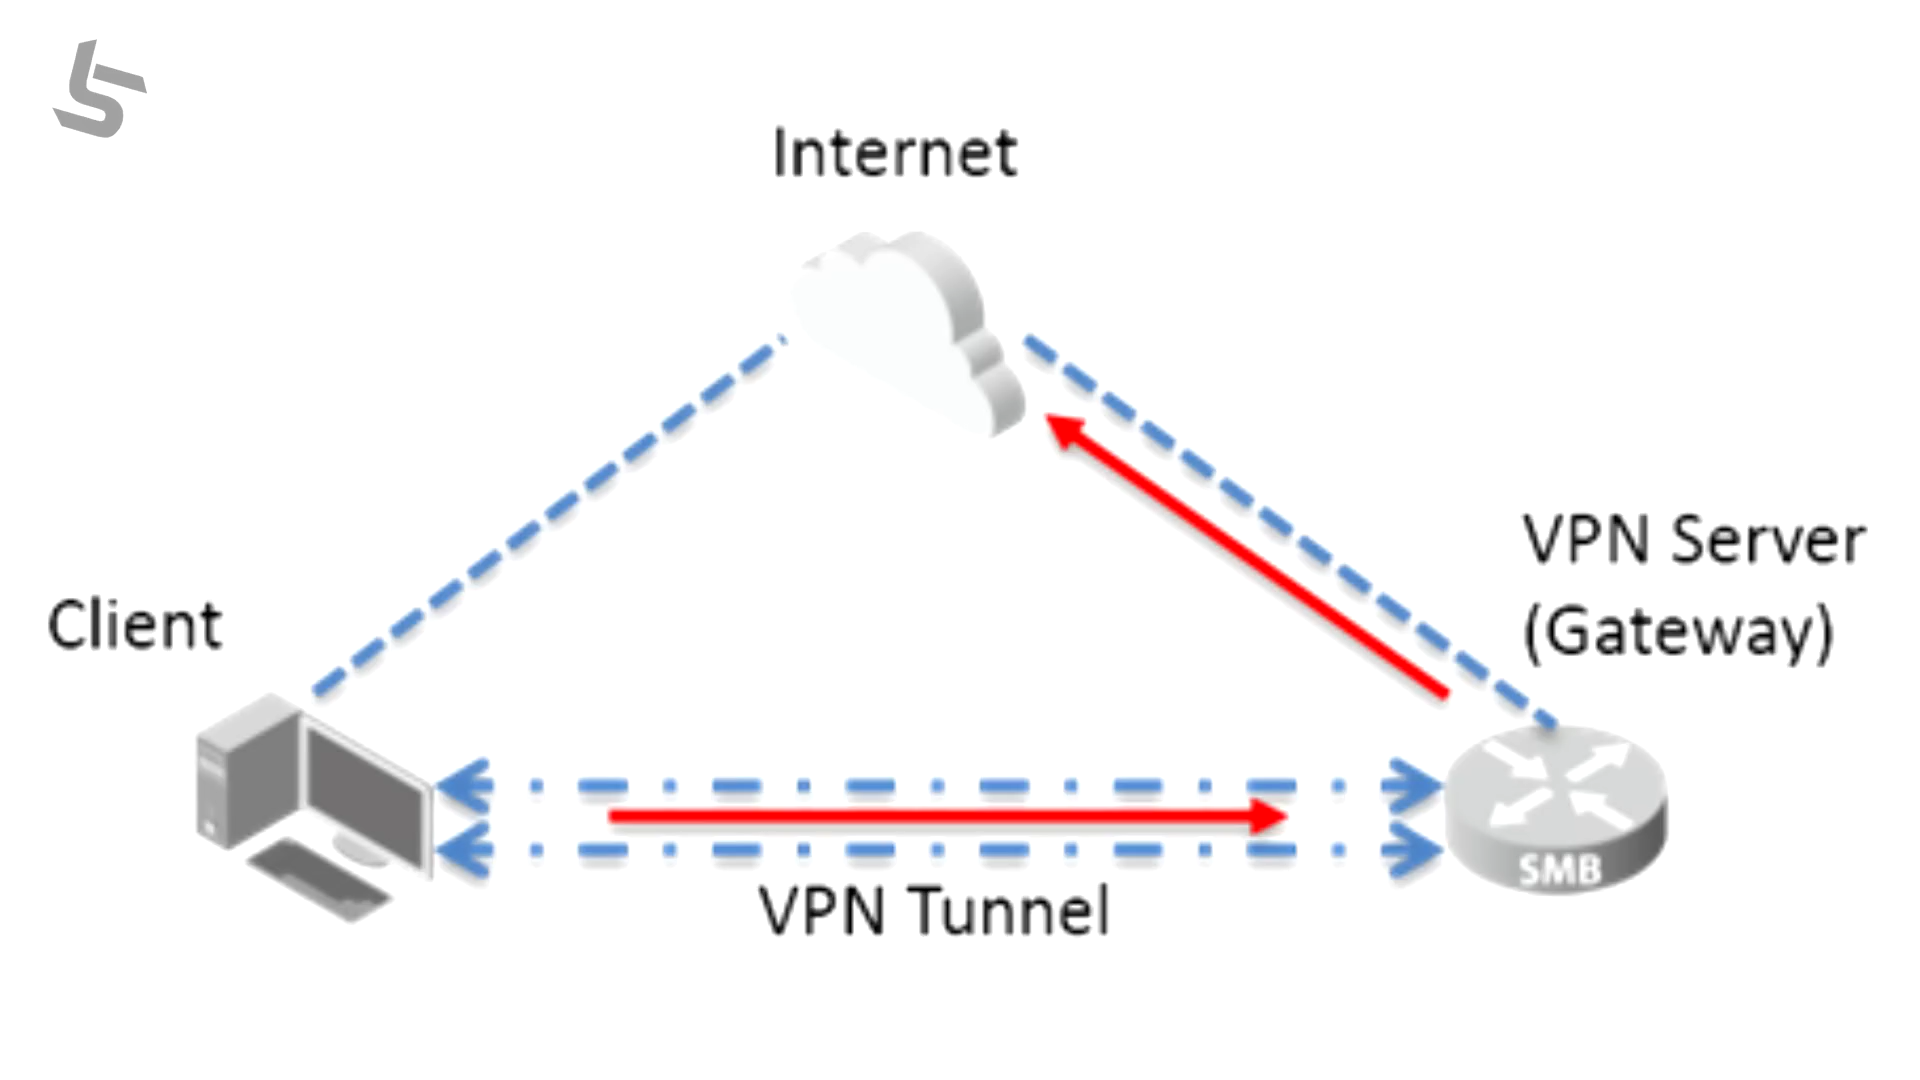 Internet
VPN Server
(Gateway)
Client
SMB
VPN Tunnel